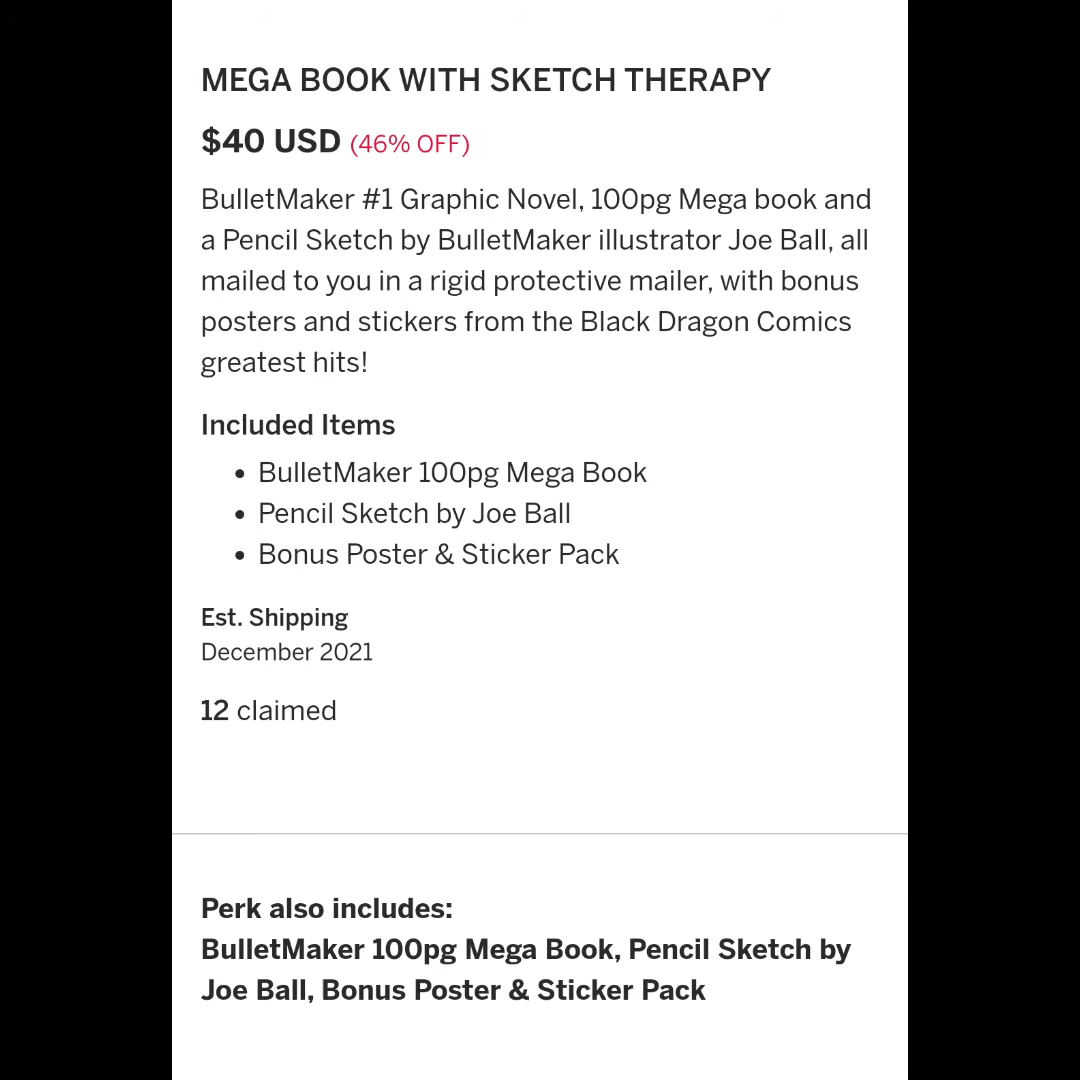 MEGA BOOK WITH SKETCH THERAPY
$40 USD (46% OFF)
BulletMaker #1 Graphic Novel, 100pg Mega book and
a Pencil Sketch by BulletMaker illustrator Joe Ball, all
mailed to you in a rigid protective mailer, with bonus
posters and stickers from the Black Dragon Comics
greatest hits!
Included Items
• BulletMaker 100pg Mega Book
• Pencil Sketch by Joe Ball
• Bonus Poster & Sticker Pack
Est. Shipping
December 2021
12 claimed
Perk also includes:
BulletMaker 100pg Mega Book, Pencil Sketch by
Joe Ball, Bonus Poster & Sticker Pack